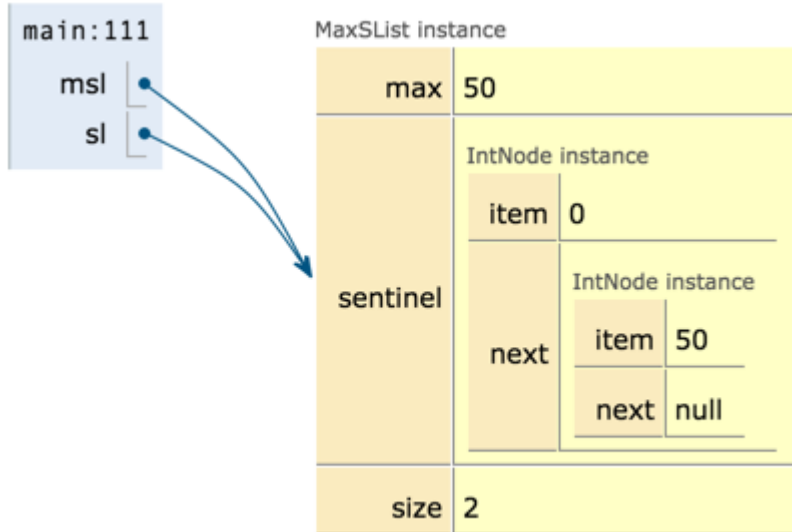 main:111
msl
sl
MaxSList instance
max 50
sentinel
IntNode instance
item 0
next
IntNode instance
item 50
next null
size 2